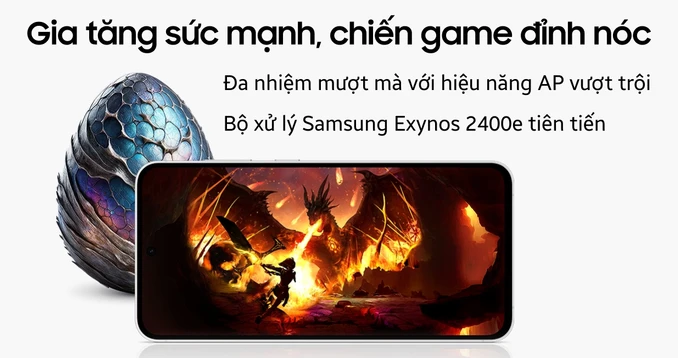 Gia tăng sức mạnh, chiến game đỉnh nóc
Đa nhiệm mượt mà với hiệu năng AP vượt trội
Bộ xử lý Samsung Exynos 2400e tiên tiến